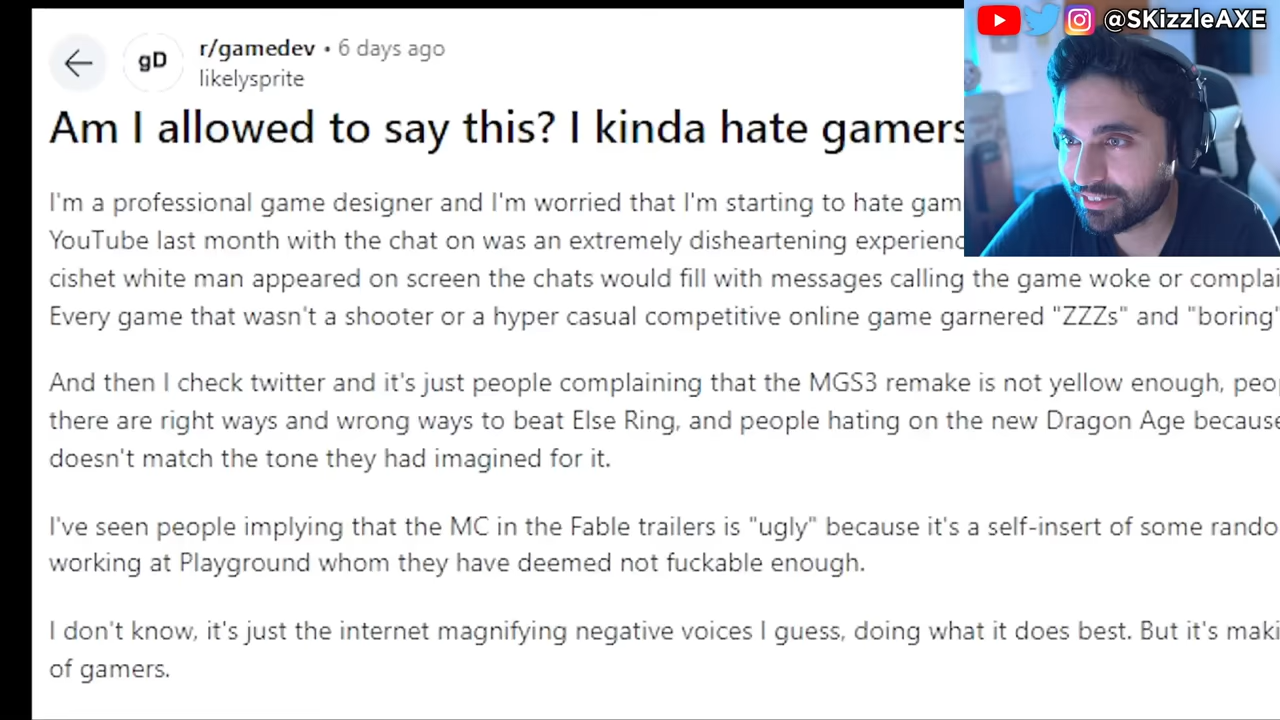 @SKizzleAXE
r/gamedev • 6 days ago
gD
likelysprite
Am I allowed to say this? I kinda hate gamers
I'm a professional game designer and I'm worried that I'm starting to hate gam
YouTube last month with the chat on was an extremely disheartening experienc
cishet white man appeared on screen the chats would fill with messages calling the game woke or complai
Every game that wasn't a shooter or a hyper casual competitive online game garnered "ZZZs" and "boring"
And then I check twitter and it's just people complaining that the MGS3 remake is not yellow enough, peop
there are right ways and wrong ways to beat Else Ring, and people hating on the new Dragon Age because
doesn't match the tone they had imagined for it.
I've seen people implying that the MC in the Fable trailers is "ugly" because it's a self-insert of some rando
working at Playground whom they have deemed not fuckable enough.
I don't know, it's just the internet magnifying negative voices I guess, doing what it does best. But it's maki
of gamers.